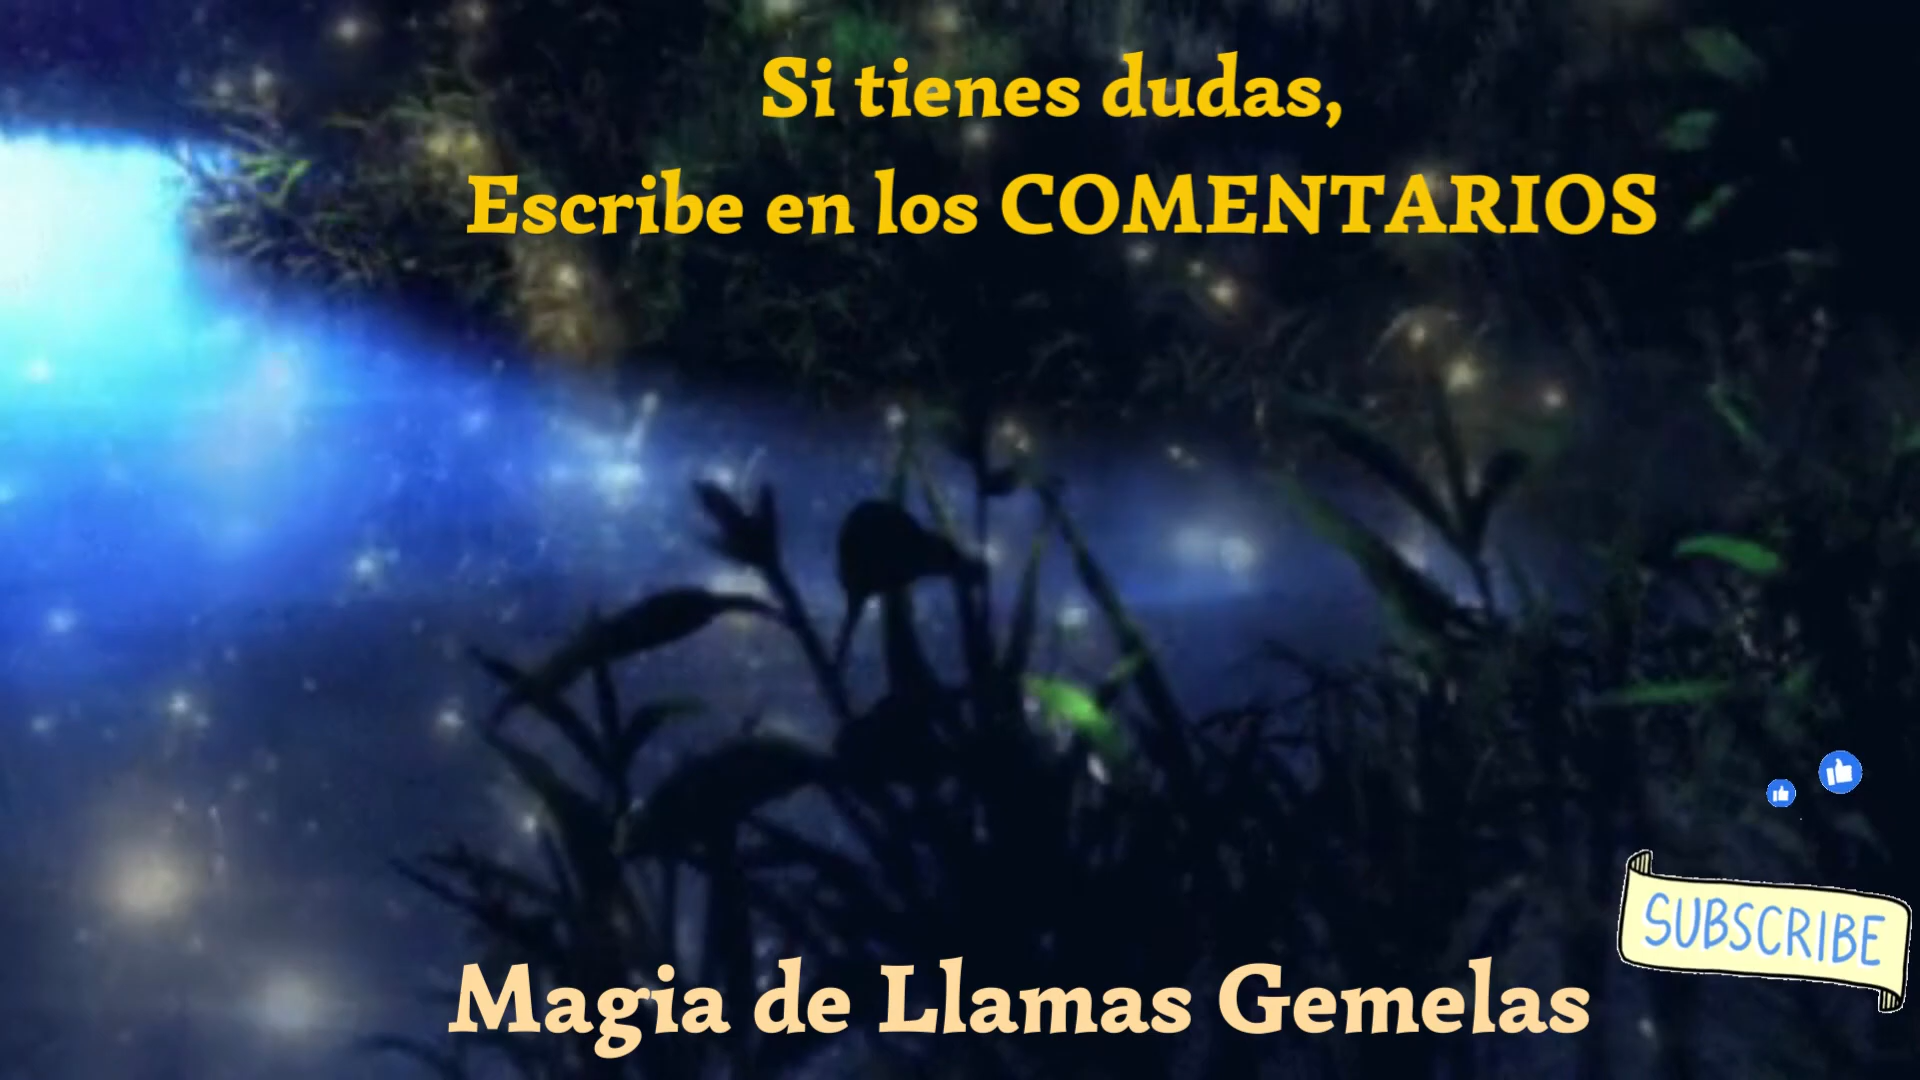 Si tienes dudas,
Escribe en los COMENTARIOS
SUBSCRIBE
Magia de Llamas Gemelas